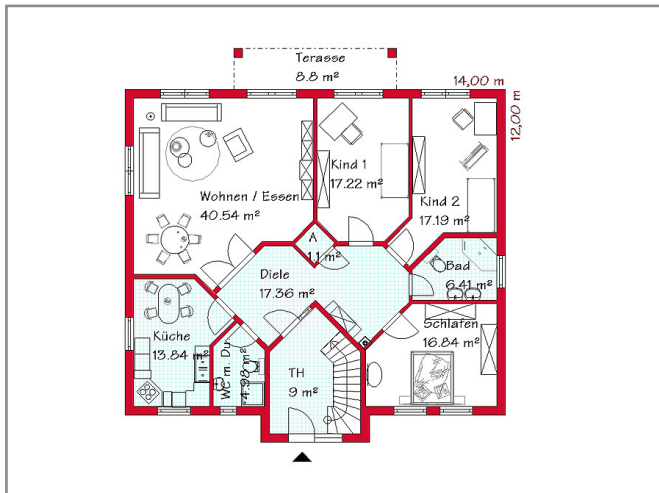 Terasse
8.8 m²
14,00 m
12,00 m
Kind 1
17.22 m²
Wohnen / Essen
40.54 m²
Kind 2
17.19 m²
A
1.1 m²
Diele
17.36 m²
Bad
6.41 m²
Küche
13.84 m²
We m. Du
4.98 m²
TH
9 m²
Schlafen
16.84 m²